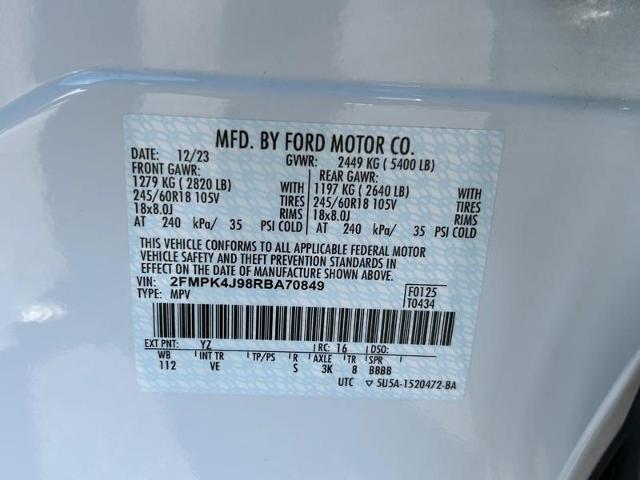 MFD. BY FORD MOTOR CO.
DATE: 12/23 GVWR: 2449 KG ( 5400 LB)
FRONT GAWR: REAR GAWR:
1279 KG ( 2820 LB) WITH 1197 KG ( 2640 LB) WITH
245/60R18 105V TIRES 245/60R18 105V TIRES
18x8.0J RIMS 18x8.0J RIMS
AT 240 kPa/ 35 PSI COLD AT 240 kPa/ 35 PSI COLD
THIS VEHICLE CONFORMS TO ALL APPLICABLE FEDERAL MOTOR
VEHICLE SAFETY AND THEFT PREVENTION STANDARDS IN
EFFECT ON THE DATE OF MANUFACTURE SHOWN ABOVE.
VIN: 2FMPK4J98RBA70849 F0125
TYPE: MPV T0434
EXT PNT: YZ RC: 16 DSO:
WB INT TR TP/PS R AXLE TR SPR
112 VE S 3K 8 BBBB
UTC 5U5A-1520472-BA